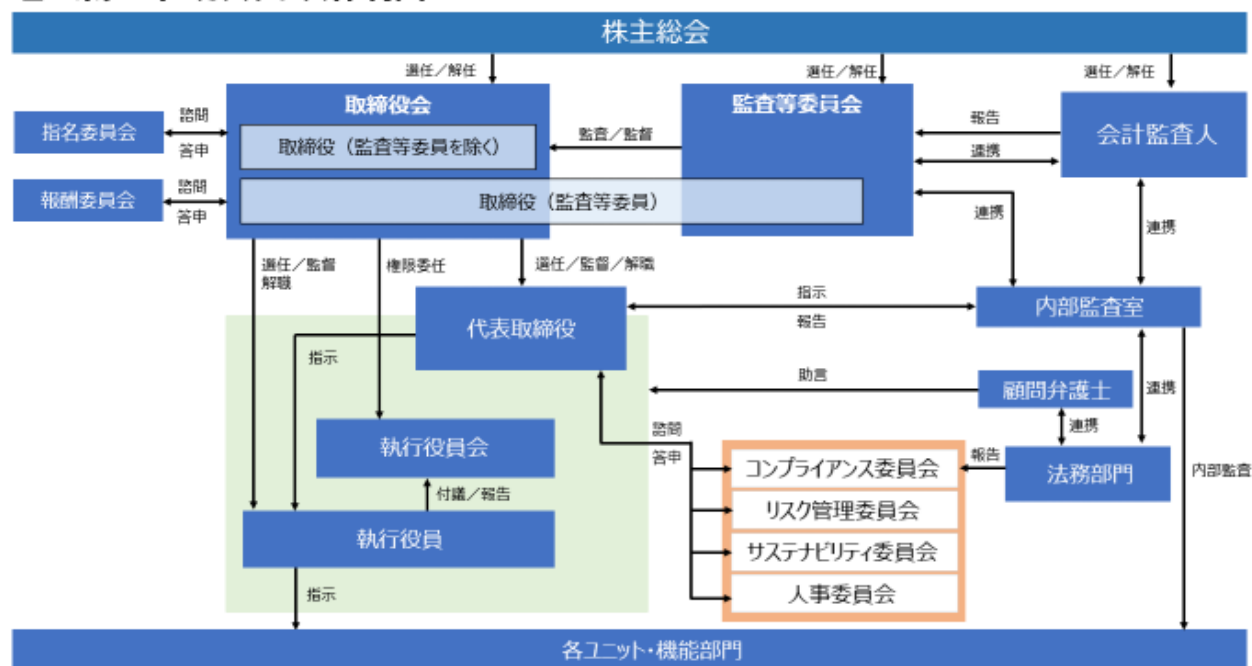 株主総会
選任／解任
選任／解任
選任／解任
取締役会
監査等委員会
会計監査人
指名委員会
諮問
答申
取締役（監査等委員を除く）
監査／監督
報告
連携
報酬委員会
諮問
答申
取締役（監査等委員）
連携
連携
選任／監督
解職
権限委任
選任／監督／解職
代表取締役
指示
報告
内部監査室
指示
助言
顧問弁護士
連携
連携
執行役員会
諮問
答申
コンプライアンス委員会
報告
法務部門
内部監査
付議／報告
リスク管理委員会
執行役員
サステナビリティ委員会
人事委員会
指示
各ユニット・機能部門